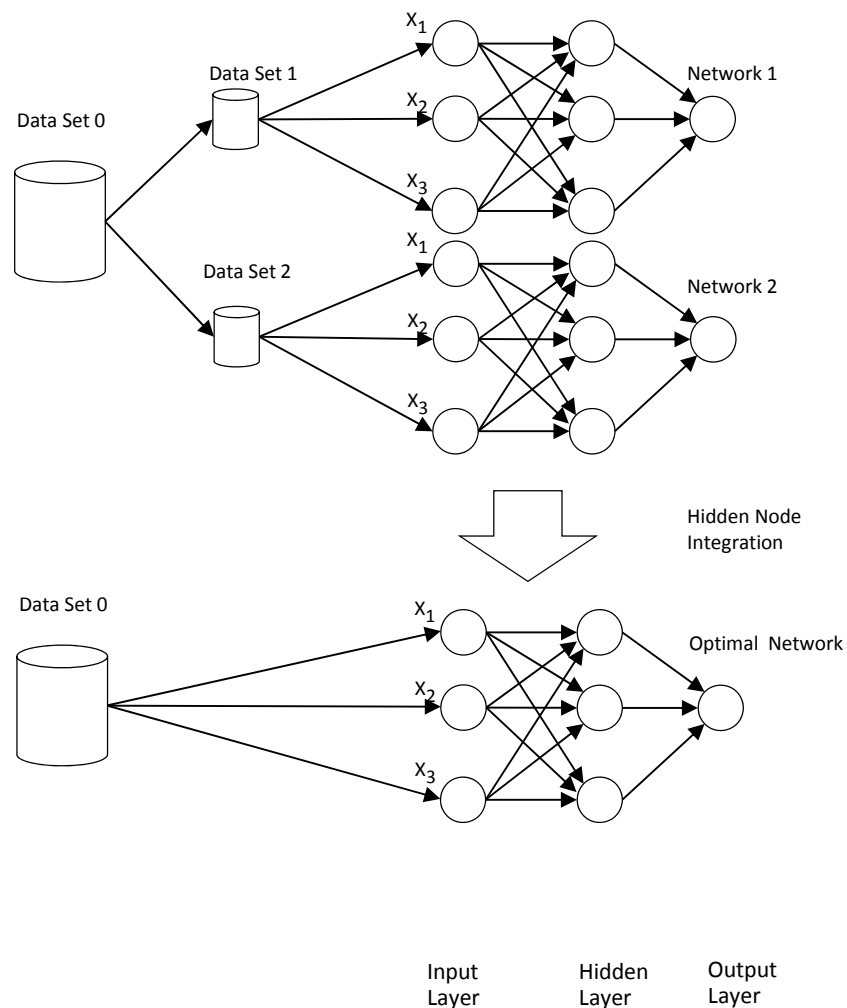 X1
Data Set 1
Network 1
X2
Data Set 0
X3
X1
Data Set 2
Network 2
X2
X3
Hidden Node
Integration
Data Set 0
X1
Optimal Network
X2
X3
Input
Layer
Hidden
Layer
Output
Layer